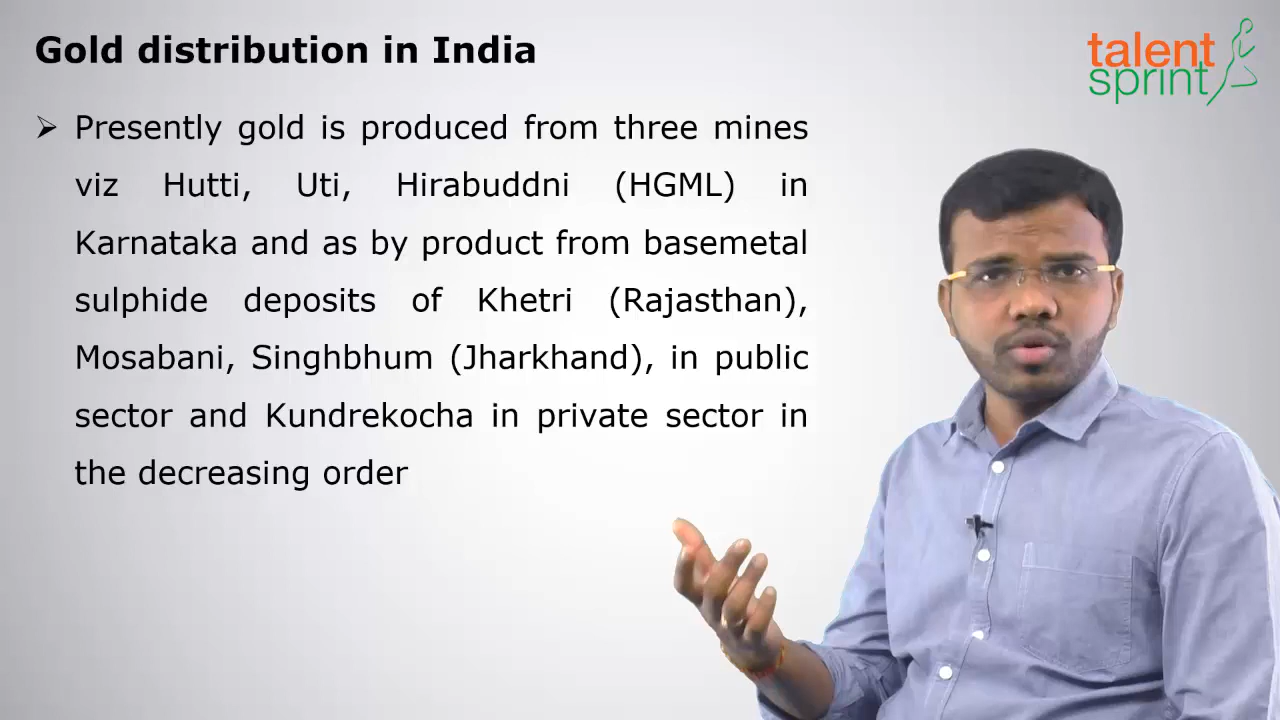 Gold distribution in India
talent
sprint
➢ Presently gold is produced from three mines
viz Hutti, Uti, Hirabuddni (HGML) in
Karnataka and as by product from basemetal
sulphide deposits of Khetri (Rajasthan),
Mosabani, Singhbhum (Jharkhand), in public
sector and Kundrekocha in private sector in
the decreasing order